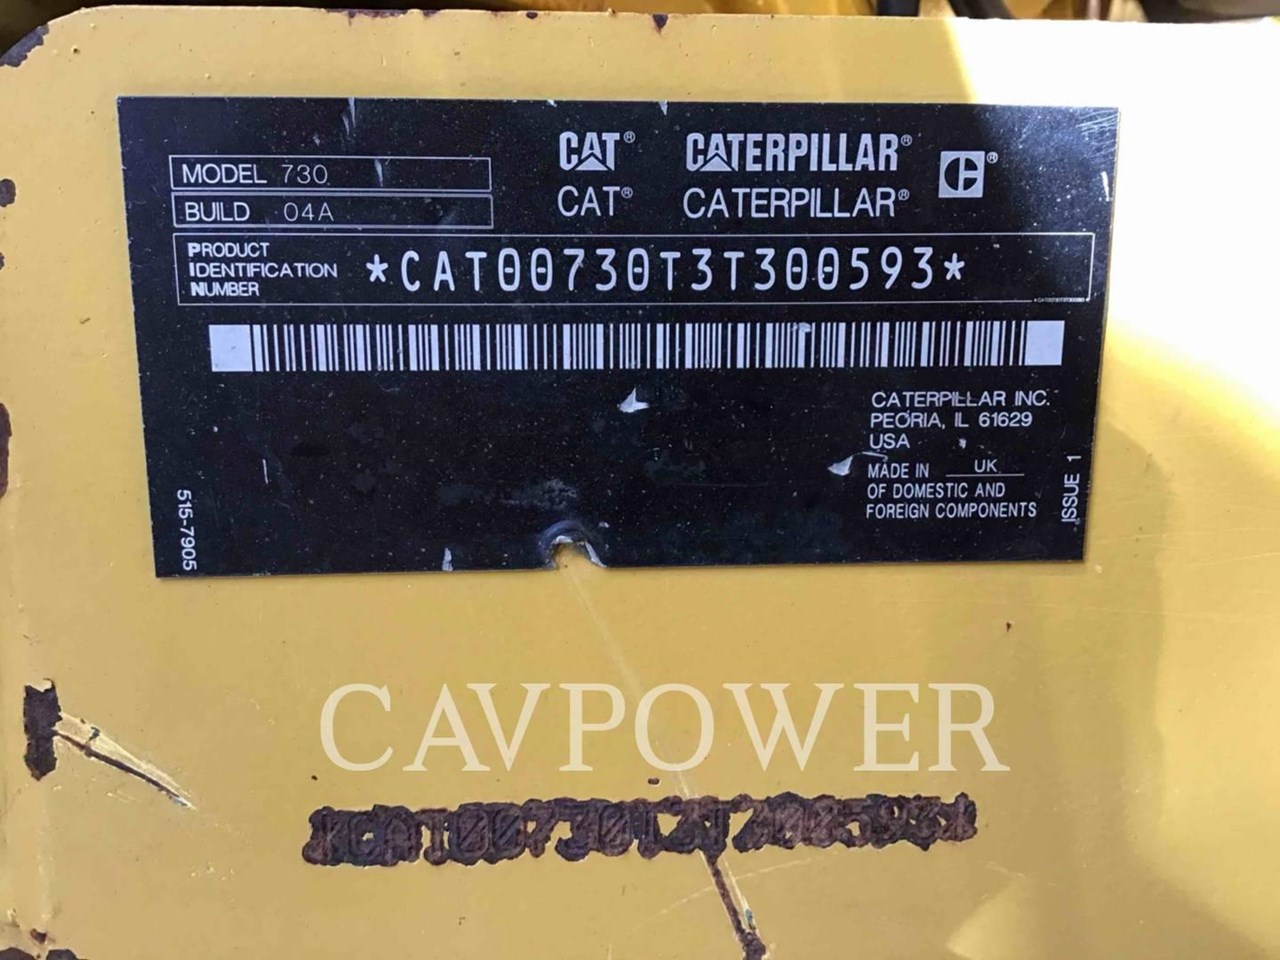 MODEL 730
BUILD 04A
CAT® CATERPILLAR® ®
CAT® CATERPILLAR®
PRODUCT
IDENTIFICATION
NUMBER
*CAT00730T3T300593*
CATERPILLAR INC.
PEORIA, IL 61629
USA
MADE IN UK
OF DOMESTIC AND
FOREIGN COMPONENTS
ISSUE 1
515-7905
CAVPOWER
*CAT00730T3T300593*